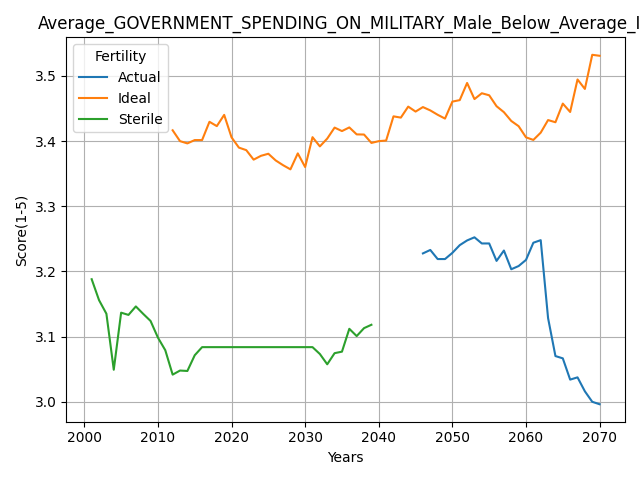 Average_GOVERNMENT_SPENDING_ON_MILITARY_Male_Below_Average_I
Fertility
Actual
Ideal
Sterile
Score(1-5)
3.5
3.4
3.3
3.2
3.1
3.0
2000 2010 2020 2030 2040 2050 2060 2070
Years